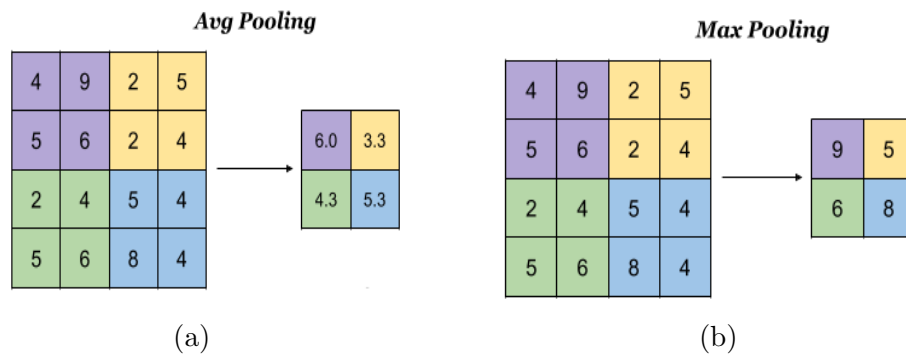 Avg Pooling
4 9 2 5
5 6 2 4
2 4 5 4
5 6 8 4
6.0 3.3
4.3 5.3
(a)
Max Pooling
4 9 2 5
5 6 2 4
2 4 5 4
5 6 8 4
9 5
6 8
(b)